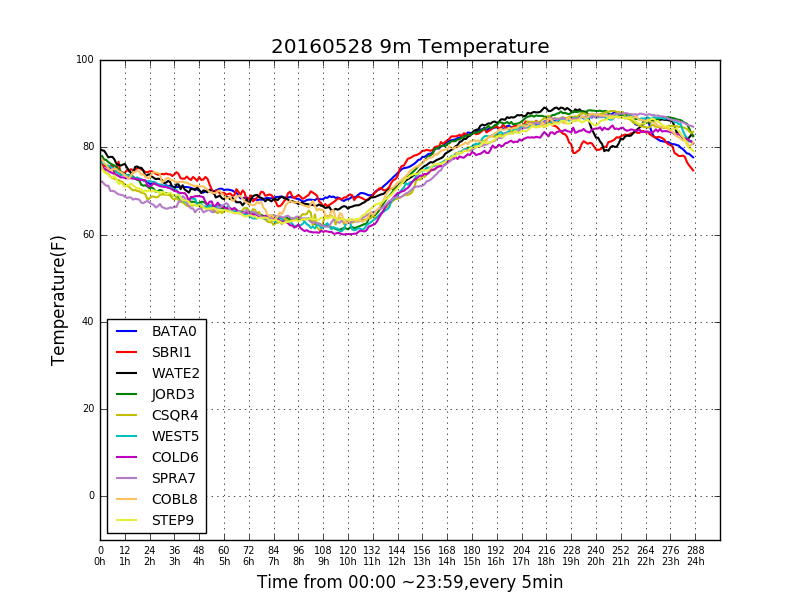 20160528 9m Temperature
100
80
60
40
20
0
Temperature(F)
BATA0
SBRI1
WATE2
JORD3
CSQR4
WEST5
COLD6
SPRA7
COBL8
STEP9
0 12 24 36 48 60 72 84 96 108 120 132 144 156 168 180 192 204 216 228 240 252 264 276 288
0h 1h 2h 3h 4h 5h 6h 7h 8h 9h 10h 11h 12h 13h 14h 15h 16h 17h 18h 19h 20h 21h 22h 23h 24h
Time from 00:00 ~23:59,every 5min